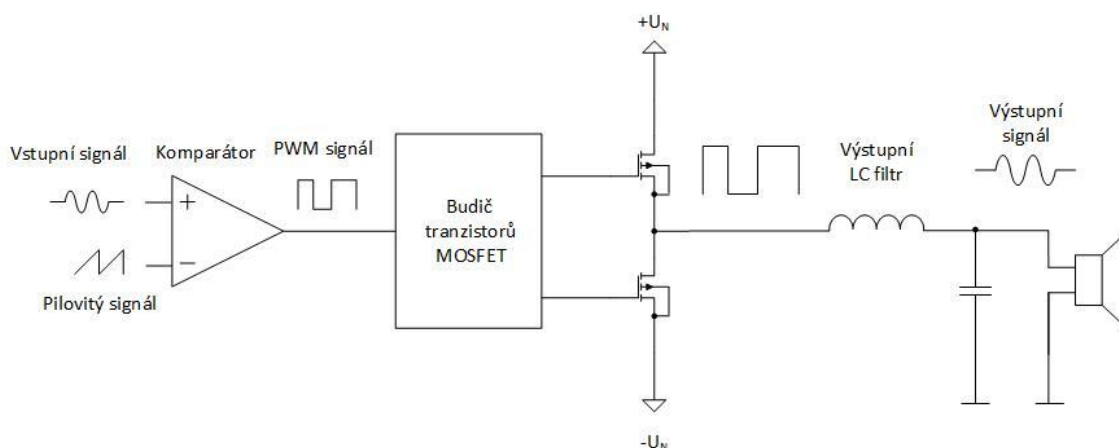 +U_N
Vstupní signál
Komparátor
PWM signál
Výstupní
LC filtr
Výstupní
signál
+
−
Pilovitý signál
Budič
tranzistorů
MOSFET
-U_N